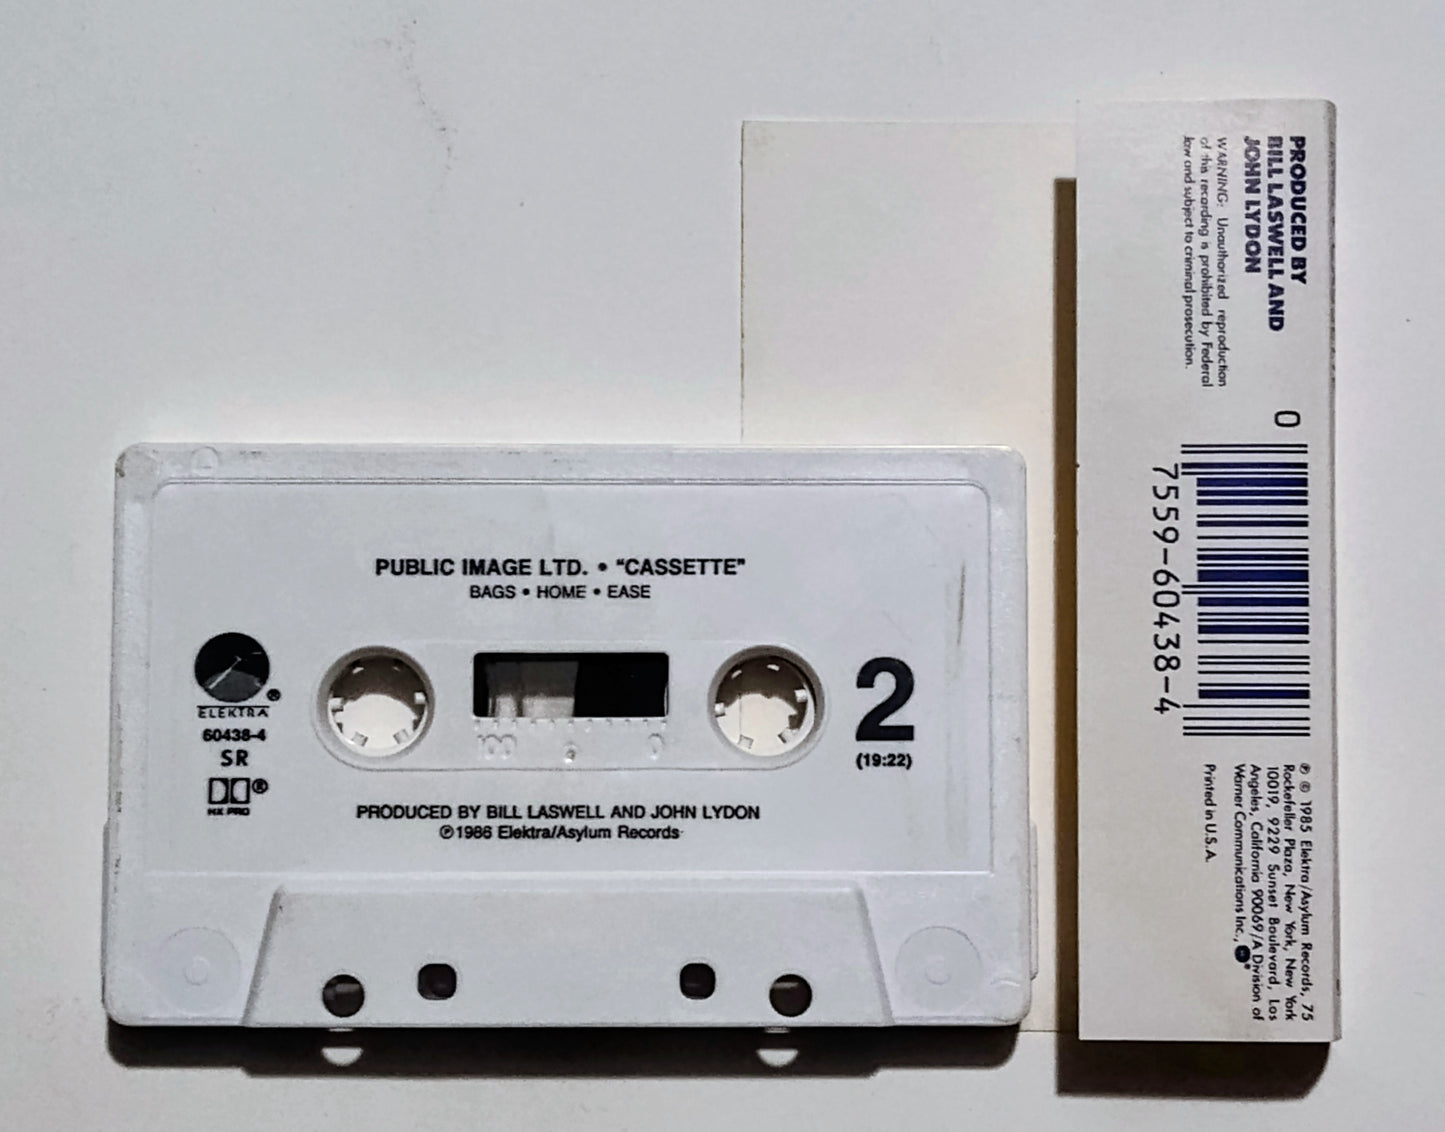 PUBLIC IMAGE LTD. • “CASSETTE”
BAGS • HOME • EASE
ELEKTRA®
60438-4
SR
®
HX PRO
100
0
2
(19:22)
PRODUCED BY BILL LASWELL AND JOHN LYDON
℗1986 Elektra/Asylum Records
PRODUCED BY
BILL LASWELL AND
JOHN LYDON
WARNING: Unauthorized reproduction
of this recording is prohibited by Federal
law and subject to criminal prosecution.
0
7559-60438-4
℗ © 1985 Elektra/Asylum Records, 75
Rockefeller Plaza, New York, New York
10019, 9229 Sunset Boulevard, Los
Angeles, California 90069/A Division of
Warner Communications Inc.,
Printed in U.S.A.